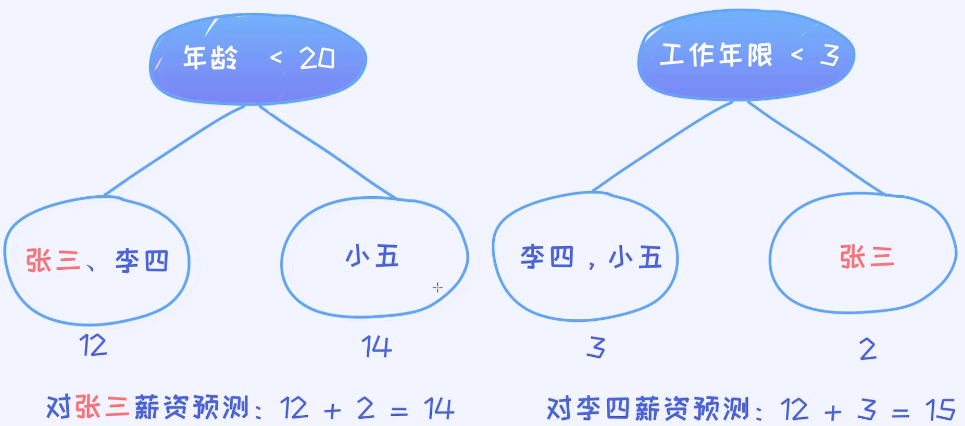 年龄 < 20
工作年限 < 3
张三、李四
小五
李四,小五
张三
12
14
3
2
对张三薪资预测: 12 + 2 = 14
对李四薪资预测: 12 + 3 = 15